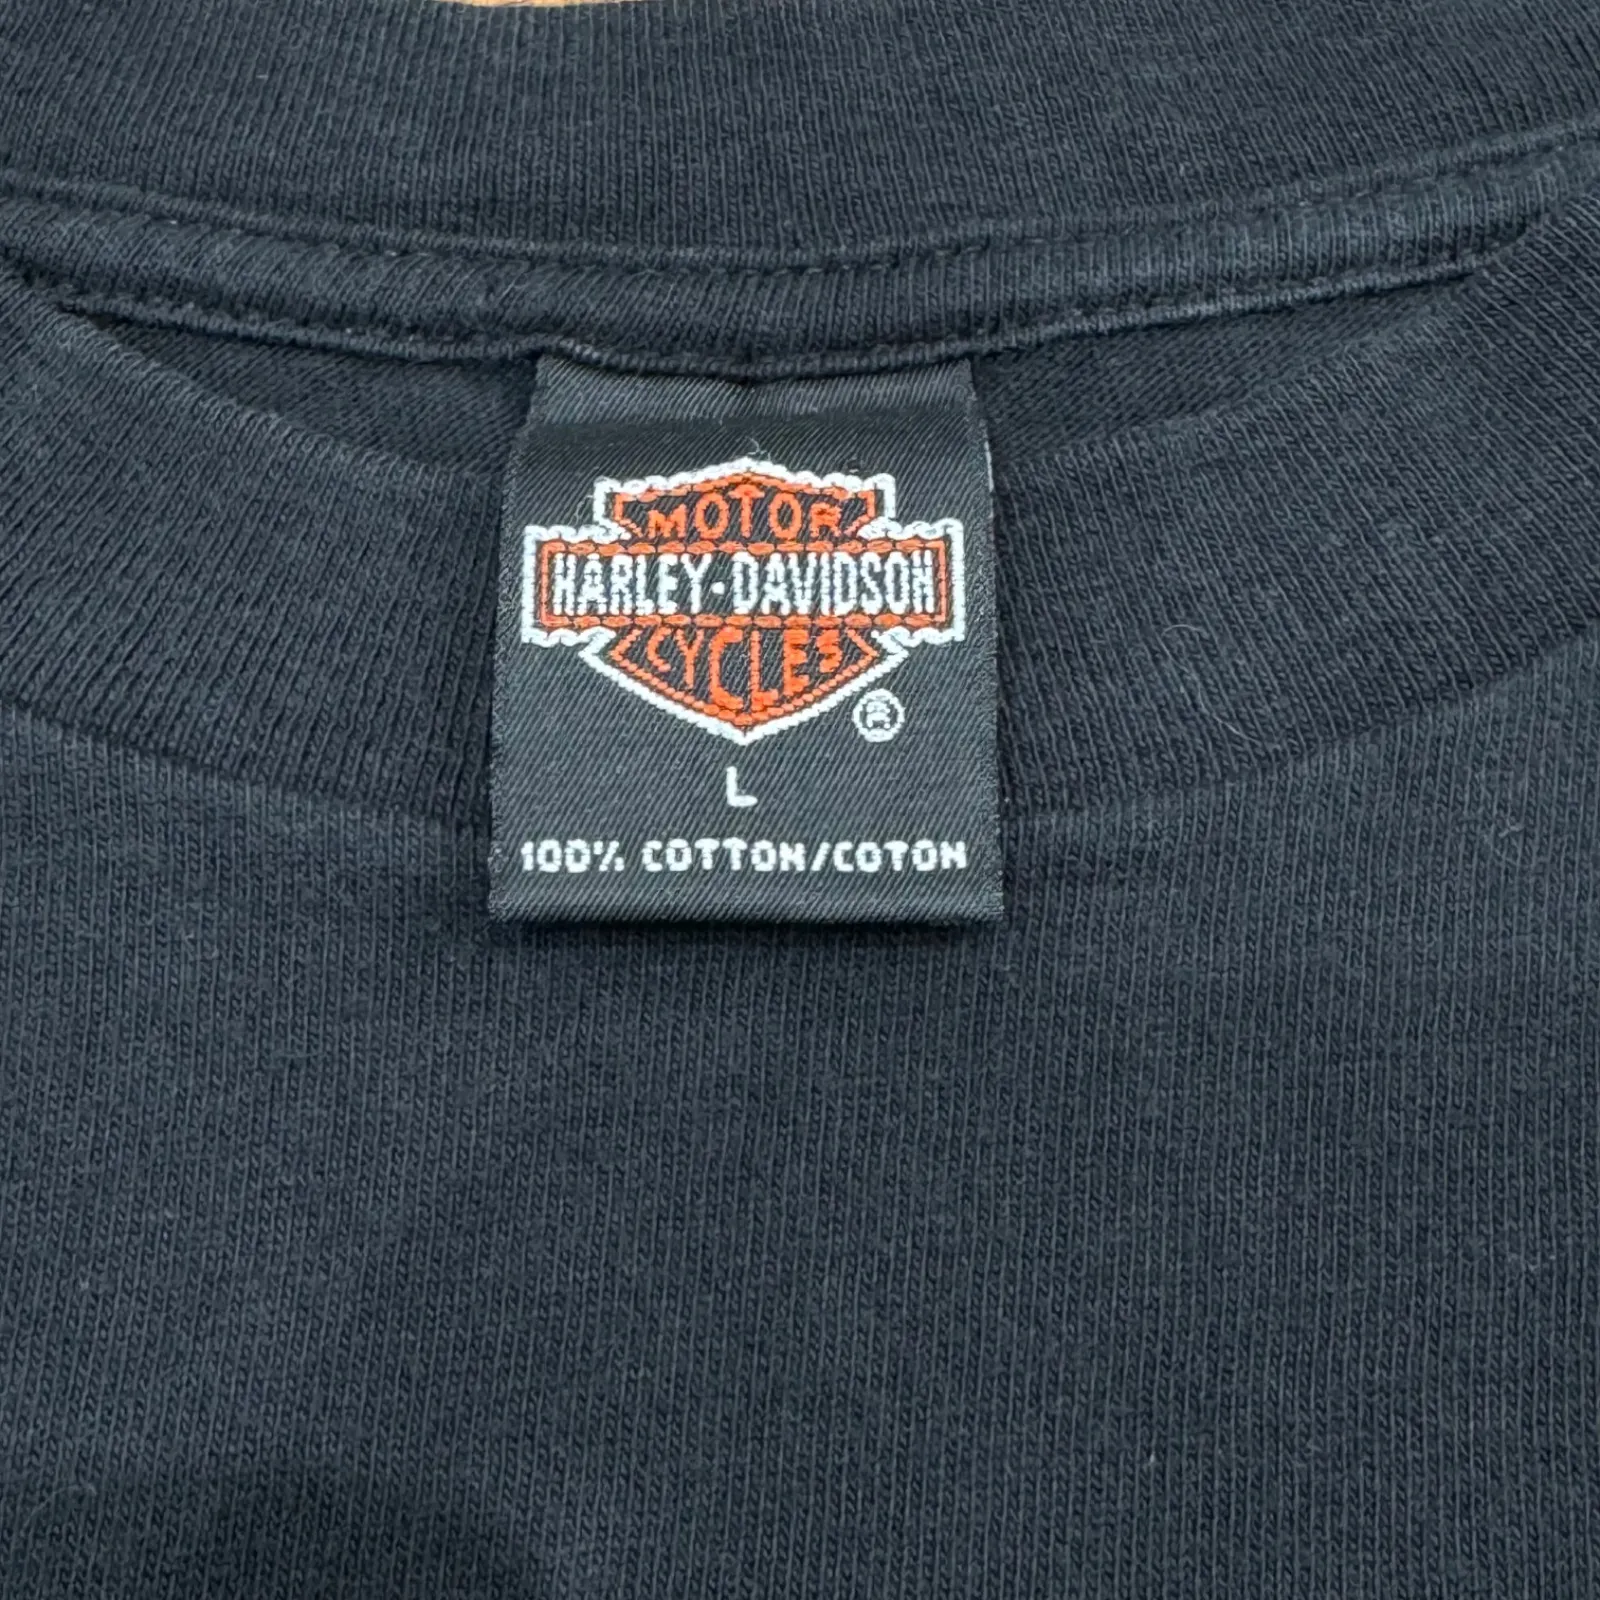 MOTOR
HARLEY-DAVIDSON
CYCLES
®
L
100% COTTON/COTON